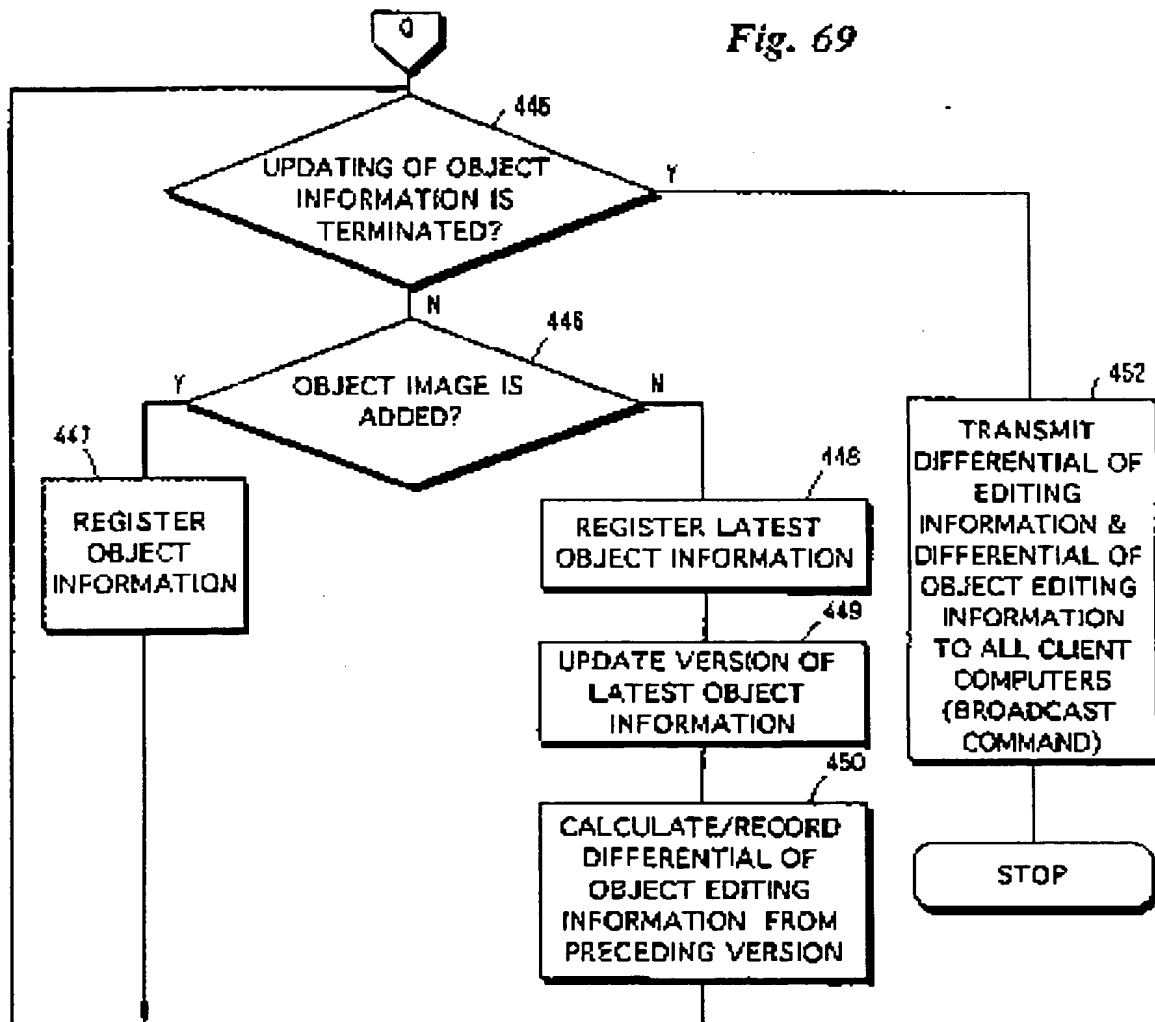 Q
Fig. 69
445
UPDATING OF OBJECT
INFORMATION IS
TERMINATED?
Y
N
446
Y
OBJECT IMAGE IS
ADDED?
N
447
REGISTER
OBJECT
INFORMATION
448
REGISTER LATEST
OBJECT INFORMATION
449
UPDATE VERSION OF
LATEST OBJECT
INFORMATION
450
CALCULATE/RECORD
DIFFERENTIAL OF
OBJECT EDITING
INFORMATION FROM
PRECEDING VERSION
452
TRANSMIT
DIFFERENTIAL OF
EDITING
INFORMATION &
DIFFERENTIAL OF
OBJECT EDITING
INFORMATION
TO ALL CLIENT
COMPUTERS
(BROADCAST
COMMAND)
STOP